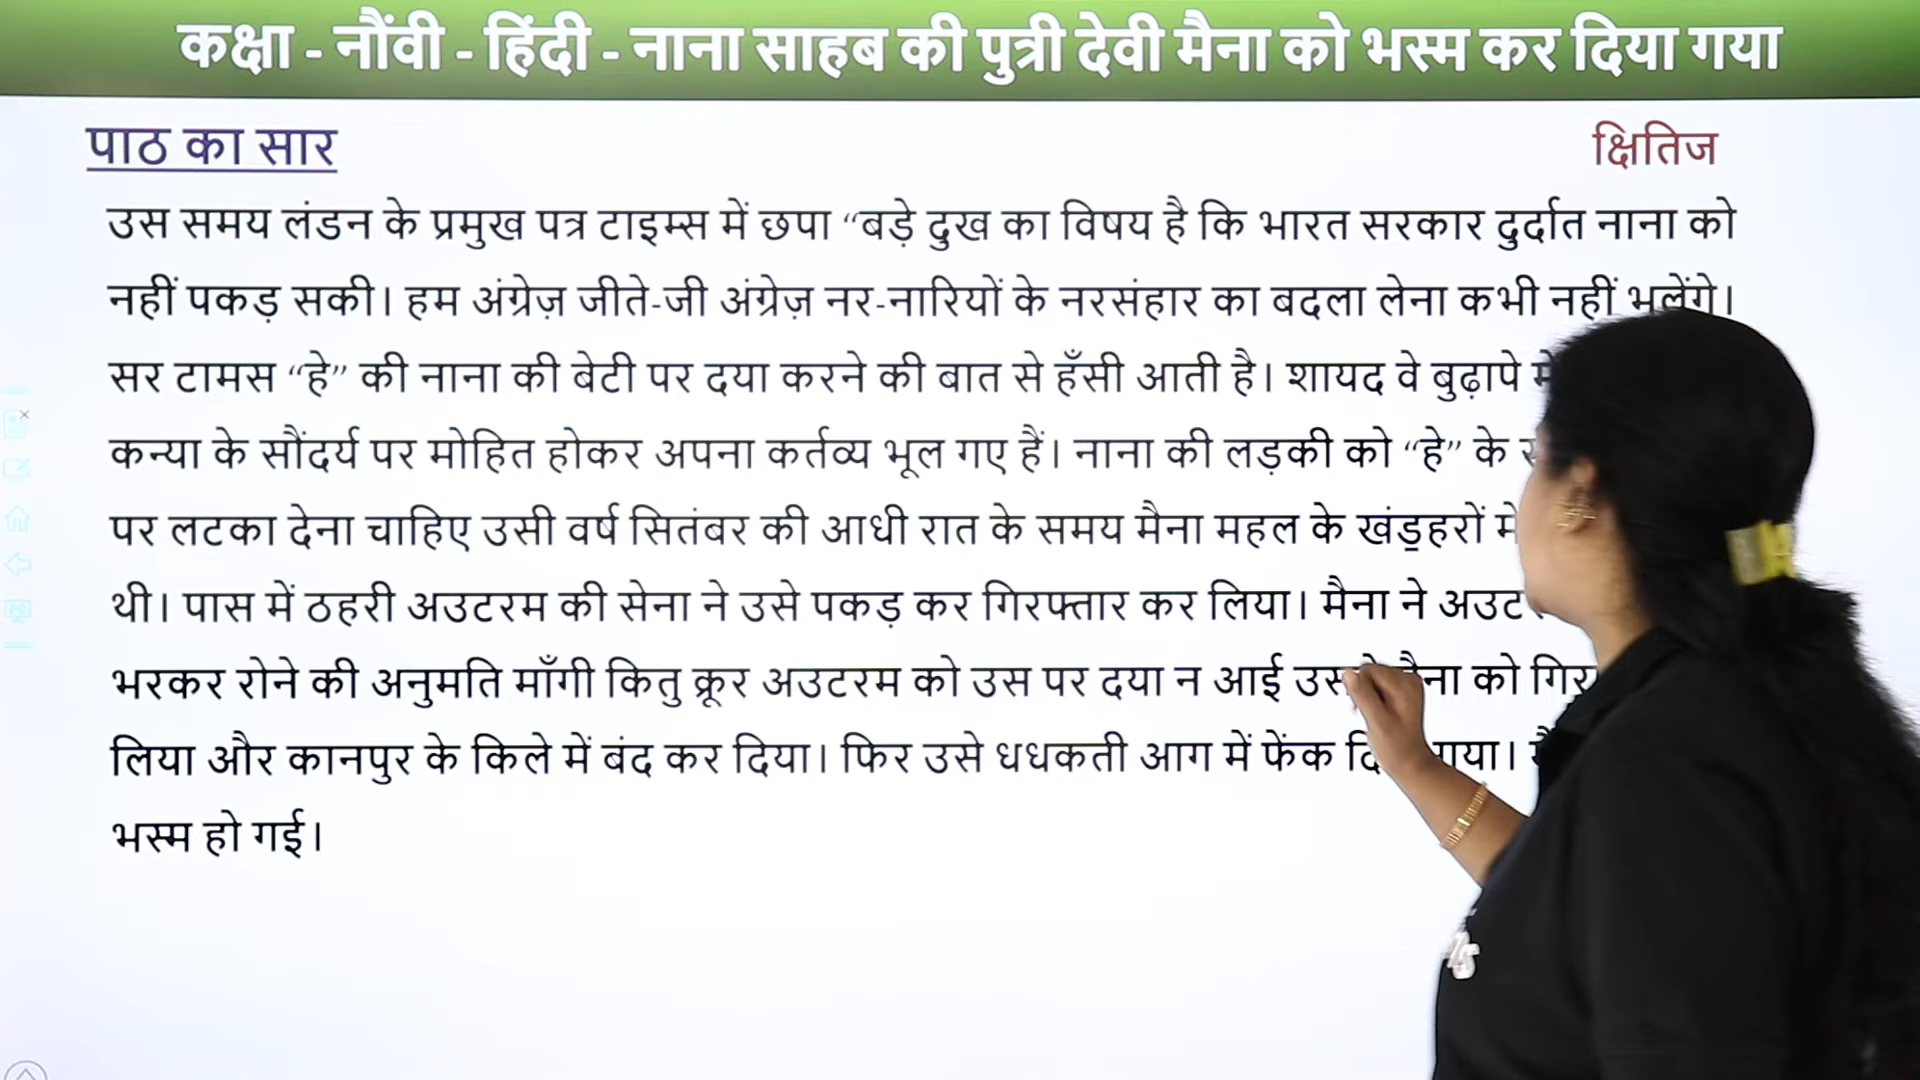 कक्षा - नौंवी - हिंदी - नाना साहब की पुत्री देवी मैना को भस्म कर दिया गया
पाठ का सार
क्षितिज
उस समय लंडन के प्रमुख पत्र टाइम्स में छपा “बड़े दुख का विषय है कि भारत सरकार दुर्दात नाना को
नहीं पकड़ सकी। हम अंग्रेज़ जीते-जी अंग्रेज़ नर-नारियों के नरसंहार का बदला लेना कभी नहीं भूलेंगे।
सर टामस “हे” की नाना की बेटी पर दया करने की बात से हँसी आती है। शायद वे बुढ़ापे
कन्या के सौंदर्य पर मोहित होकर अपना कर्तव्य भूल गए हैं। नाना की लड़की को “हे” के
पर लटका देना चाहिए उसी वर्ष सितंबर की आधी रात के समय मैना महल के खंड़हरों
थी। पास में ठहरी अउटरम की सेना ने उसे पकड़ कर गिरफ्तार कर लिया। मैना ने
भरकर रोने की अनुमति माँगी कितु क्रूर अउटरम को उस पर दया न आई को
लिया और कानपुर के किले में बंद कर दिया। फिर उसे धधकती आग में फेंक गया।
भस्म हो गई।